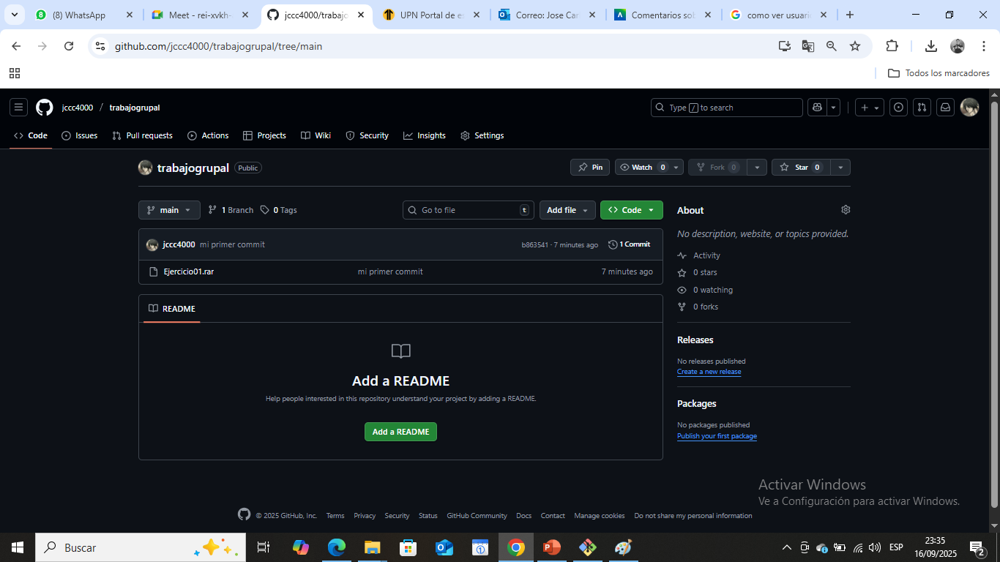 (8) WhatsApp
Meet - rei-xvkh-
jccc4000/trabajo
UPN Portal de es
Correo: Jose Car
Comentarios sob
como ver usuari
github.com/jccc4000/trabajogrupal/tree/main
Todos los marcadores
jccc4000 / trabajogrupal
Type / to search
Code Issues Pull requests Actions Projects Wiki Security Insights Settings
trabajogrupal Public
Pin Watch 0 Fork 0 Star 0
main 1 Branch 0 Tags
Go to file t Add file Code
jccc4000 mi primer commit b863541 · 7 minutes ago 1 Commit
Ejercicio01.rar mi primer commit 7 minutes ago
README
Add a README
Help people interested in this repository understand your project by adding a README.
Add a README
About
No description, website, or topics provided.
Activity
0 stars
0 watching
0 forks
Releases
No releases published
Create a new release
Packages
No packages published
Publish your first package
Activar Windows
Ve a Configuración para activar Windows.
© 2025 GitHub, Inc. Terms Privacy Security Status GitHub Community Docs Contact Manage cookies Do not share my personal information
Buscar
ESP
23:35
16/09/2025
2